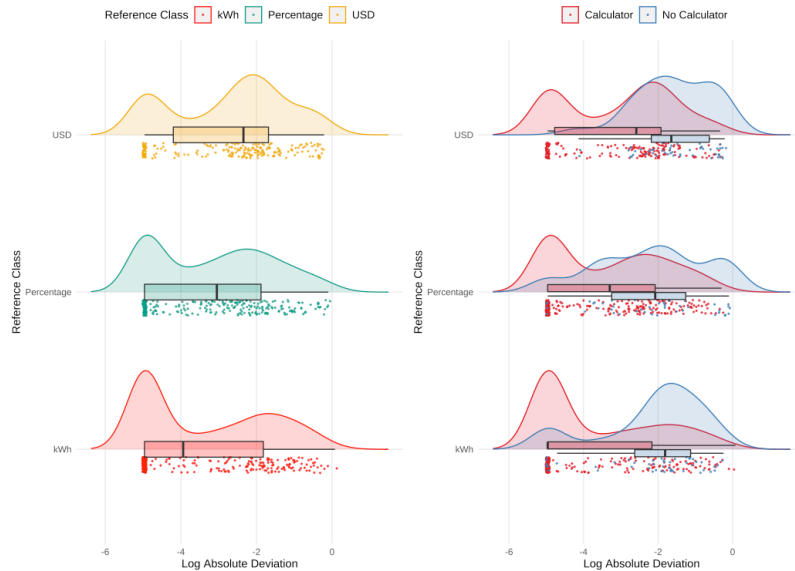 Reference Class kWh Percentage USD
Calculator No Calculator
Reference Class
USD
Percentage
kWh
-6 -4 -2 0
Log Absolute Deviation
Reference Class
USD
Percentage
kWh
-6 -4 -2 0
Log Absolute Deviation